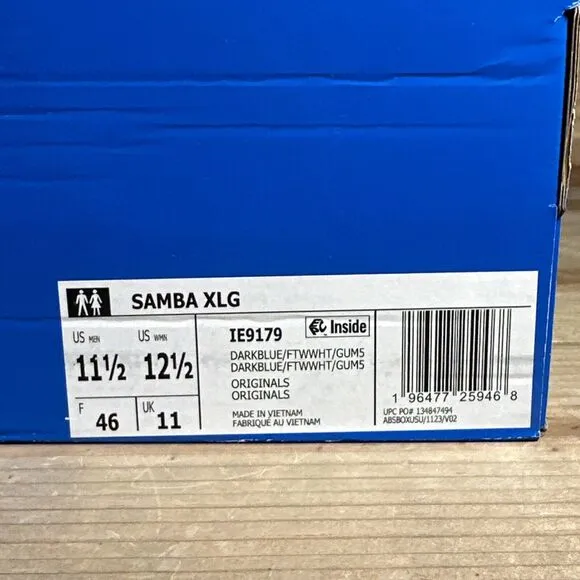 SAMBA XLG
US MEN
11½
US WMN
12½
F
46
UK
11
IE9179
Inside
DARKBLUE/FTWWHT/GUM5
DARKBLUE/FTWWHT/GUM5
ORIGINALS
ORIGINALS
MADE IN VIETNAM
FABRIQUÉ AU VIETNAM
1 96477 25946 8
UPC PO# 134847494
ABSBOXUSU/1123/V02